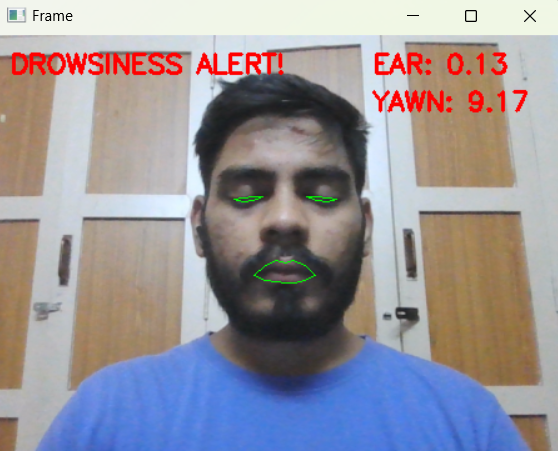 Frame
DROWSINESS ALERT!
EAR: 0.13
YAWN: 9.17